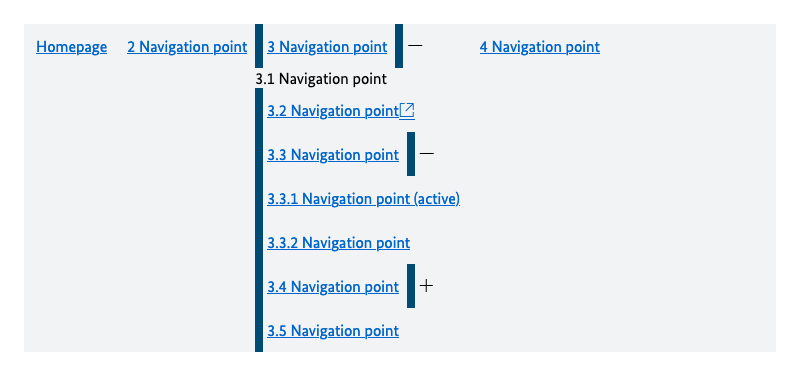 Homepage 2 Navigation point 3 Navigation point 4 Navigation point
3.1 Navigation point
3.2 Navigation point
3.3 Navigation point
3.3.1 Navigation point (active)
3.3.2 Navigation point
3.4 Navigation point
3.5 Navigation point